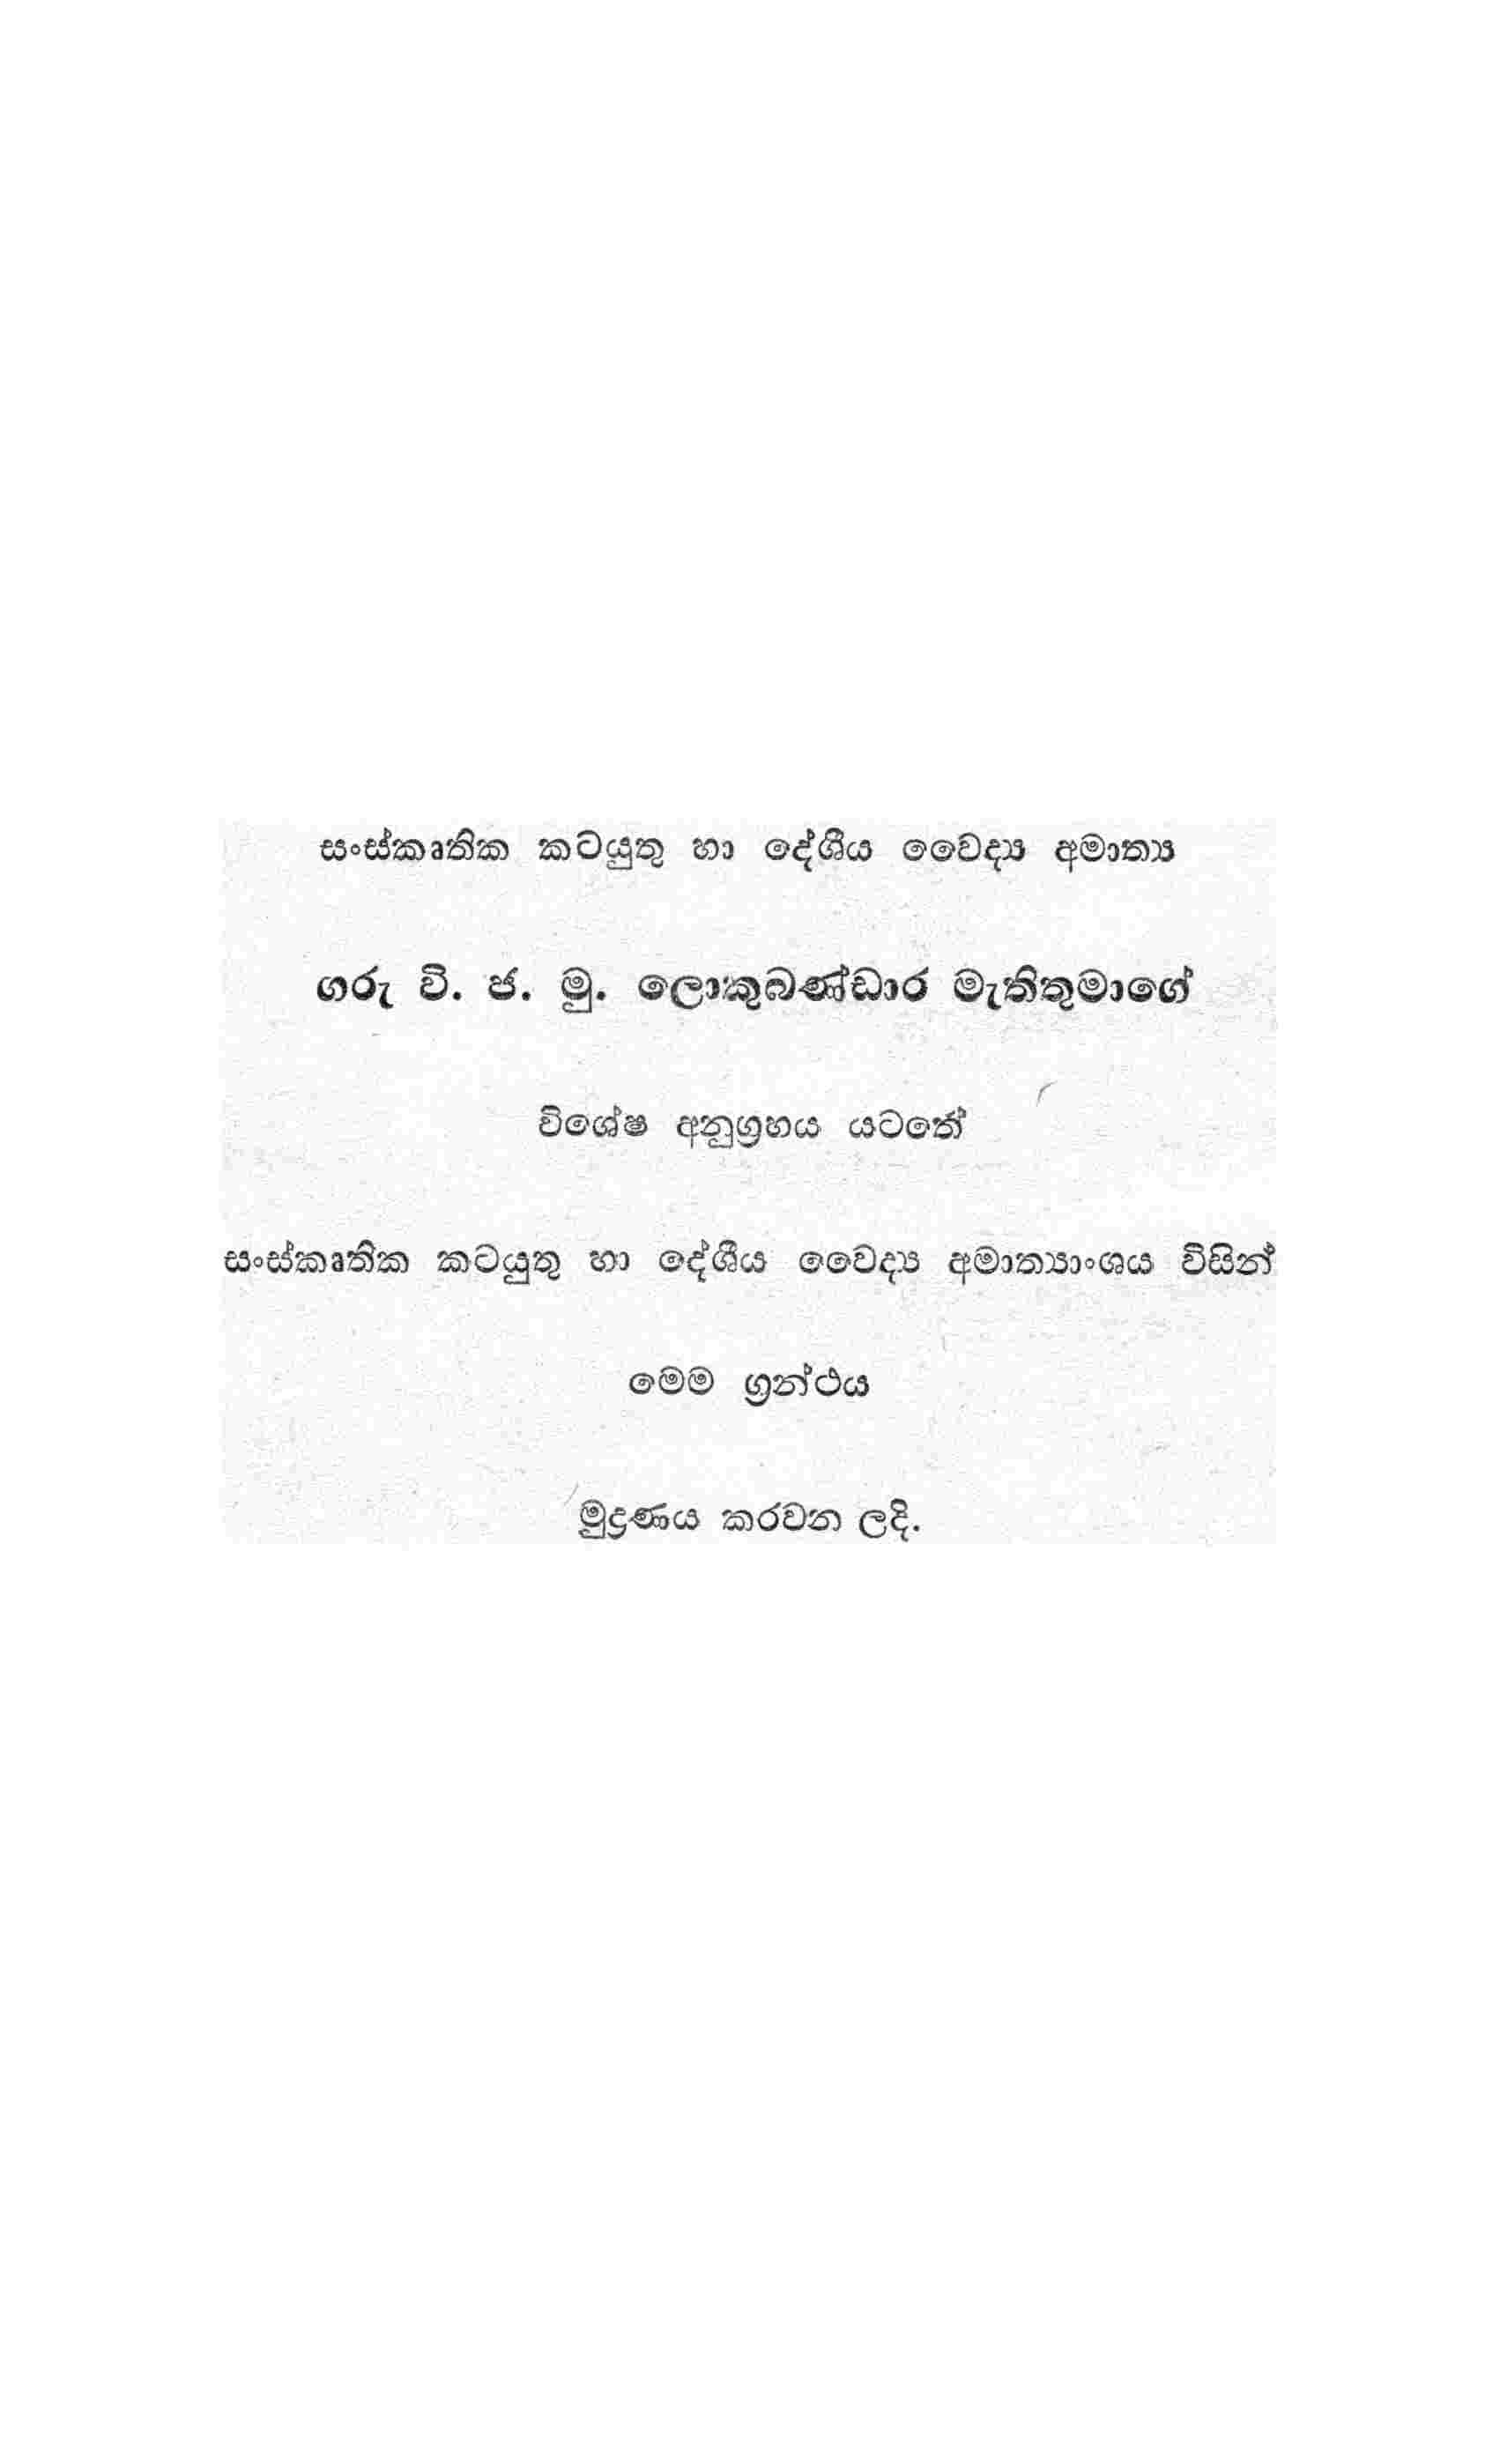 සංස්කෘතික කටයුතු හා දේශීය වෛද්‍ය අමාත්‍ය
ගරු වි. ජ. මු. ලොකුබණ්ඩාර මැතිතුමාගේ
විශේෂ අනුග්‍රහය යටතේ
සංස්කෘතික කටයුතු හා දේශීය වෛද්‍ය අමාත්‍යාංශය විසින්
මෙම ග්‍රන්ථය
මුද්‍රණය කරවන ලදි.